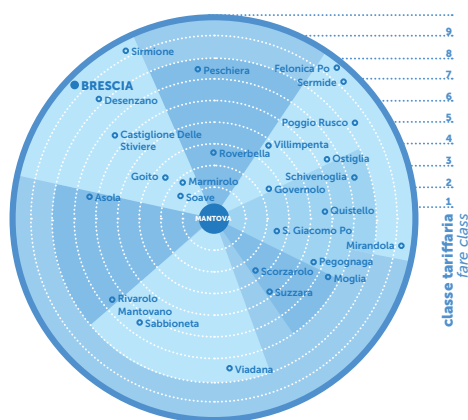 9
Sirmione
8
Peschiera
Felonica Po
7
Sermide
BRESCIA
6
Desenzano
5
Poggio Rusco
4
Castiglione Delle
Stiviere
Villimpenta
3
Roverbella
Ostiglia
2
Goito
Marmirolo
Schivenoglia
Governolo
1
Asola
Soave
Quistello
MANTOVA
S. Giacomo Po
Mirandola
Pegognaga
Scorzarolo
Moglia
Suzzara
Rivarolo
Mantovano
Sabbioneta
Viadana
classe tariffaria
fare class